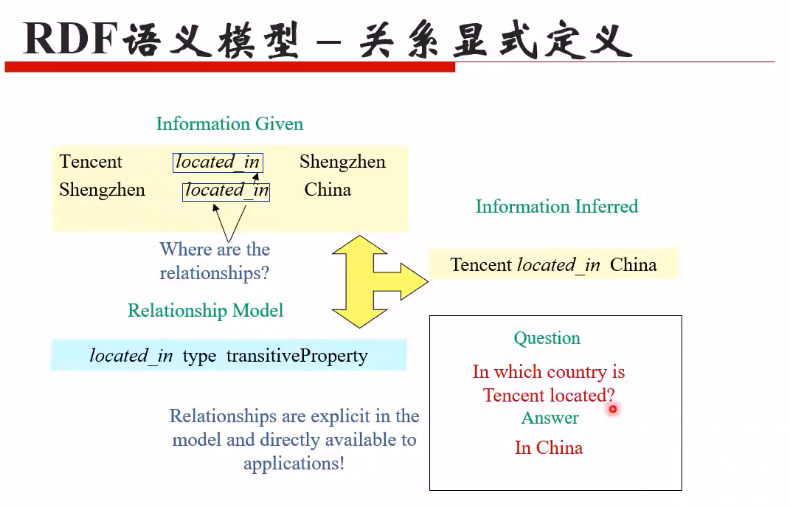 RDF语义模型 – 关系显式定义
Information Given
Tencent located_in Shengzhen
Shengzhen located_in China
Where are the
relationships?
Relationship Model
located_in type transitiveProperty
Relationships are explicit in the
model and directly available to
applications!
Information Inferred
Tencent located_in China
Question
In which country is
Tencent located?
Answer
In China